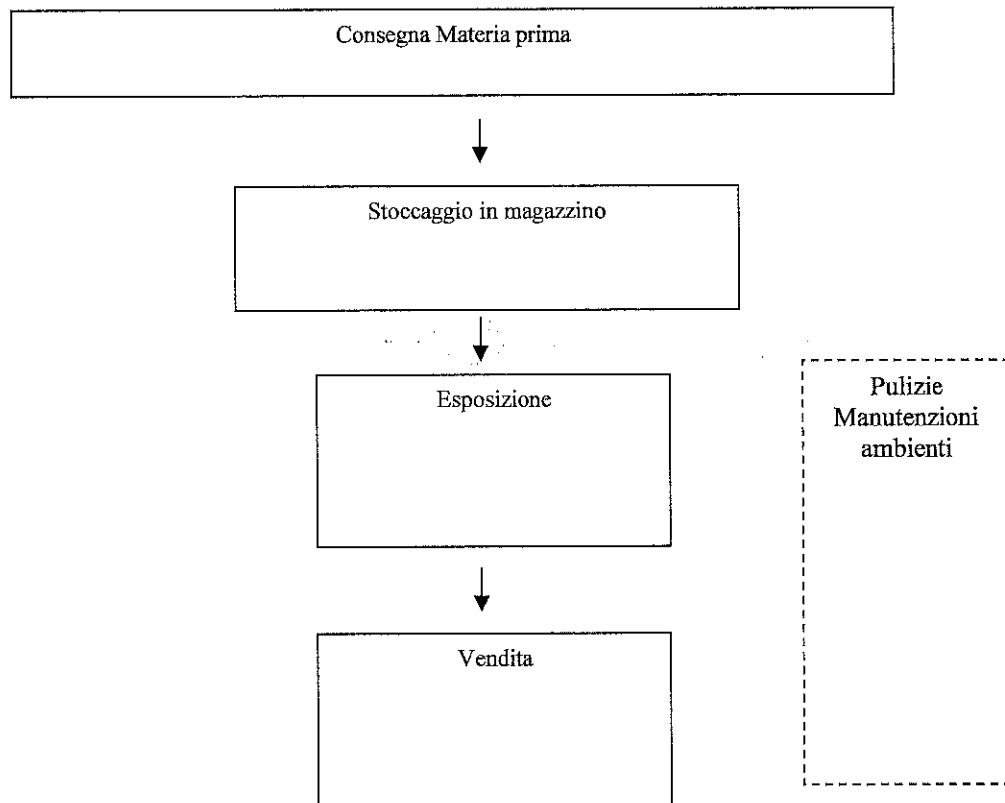 Consegna Materia prima
Stoccaggio in magazzino
Esposizione
Pulizie
Manutenzioni
ambienti
Vendita